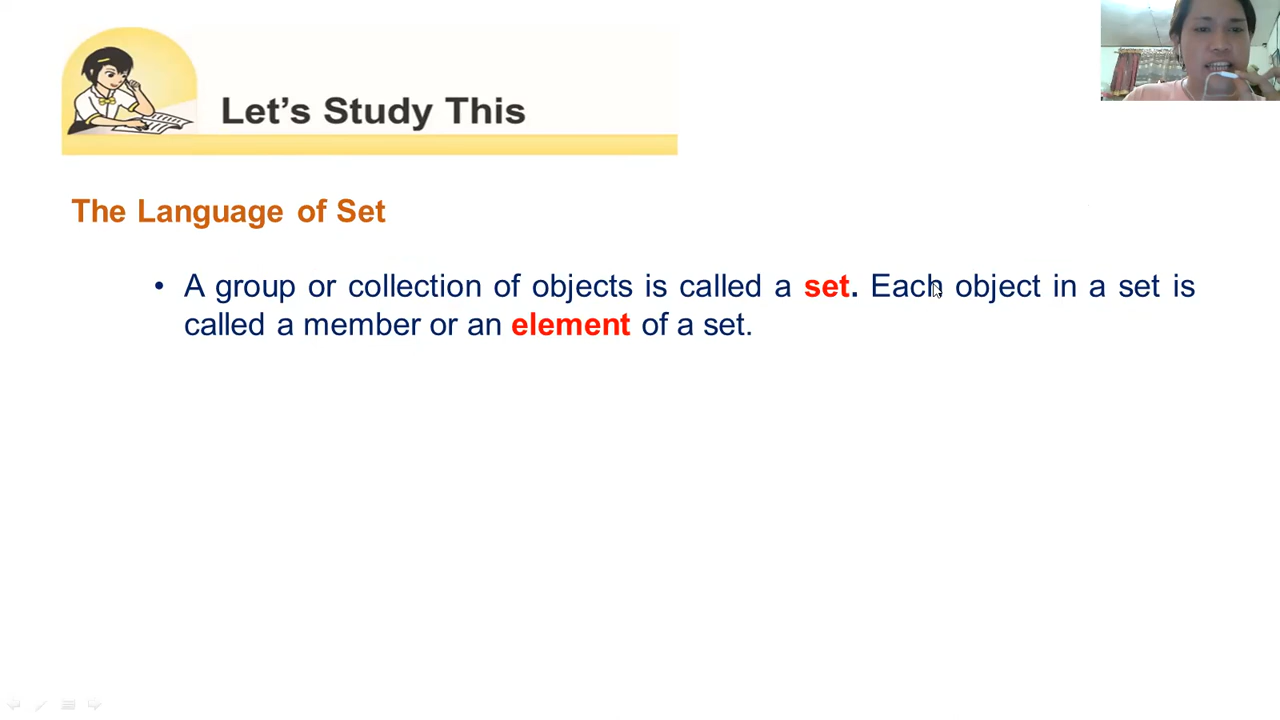 Let's Study This
The Language of Set
• A group or collection of objects is called a set. Each object in a set is
called a member or an element of a set.